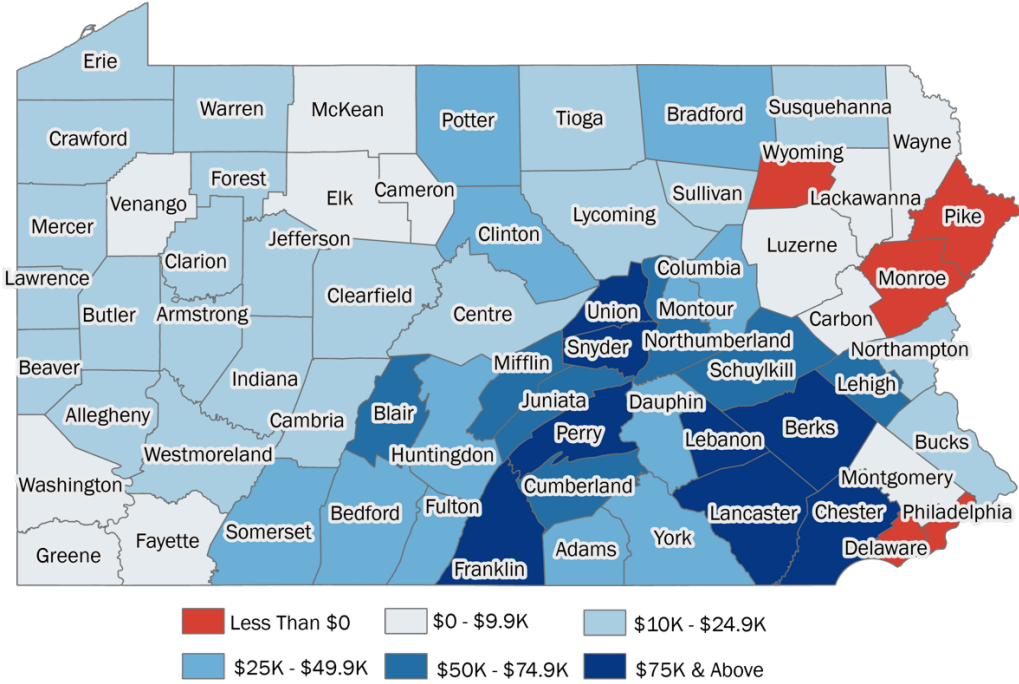 Erie
Warren
McKean
Potter
Tioga
Bradford
Susquehanna
Wayne
Crawford
Wyoming
Forest
Elk
Cameron
Sullivan
Lackawanna
Venango
Mercer
Lycoming
Pike
Clinton
Jefferson
Luzerne
Clarion
Columbia
Lawrence
Monroe
Clearfield
Butler
Armstrong
Centre
Union
Montour
Carbon
Snyder
Northumberland
Northampton
Beaver
Mifflin
Schuylkill
Indiana
Lehigh
Juniata
Dauphin
Allegheny
Blair
Cambria
Perry
Berks
Lebanon
Bucks
Westmoreland
Huntingdon
Montgomery
Washington
Cumberland
Bedford
Fulton
Lancaster
Chester
Philadelphia
Somerset
York
Fayette
Adams
Delaware
Greene
Franklin
Less Than $0
$0 - $9.9K
$10K - $24.9K
$25K - $49.9K
$50K - $74.9K
$75K & Above